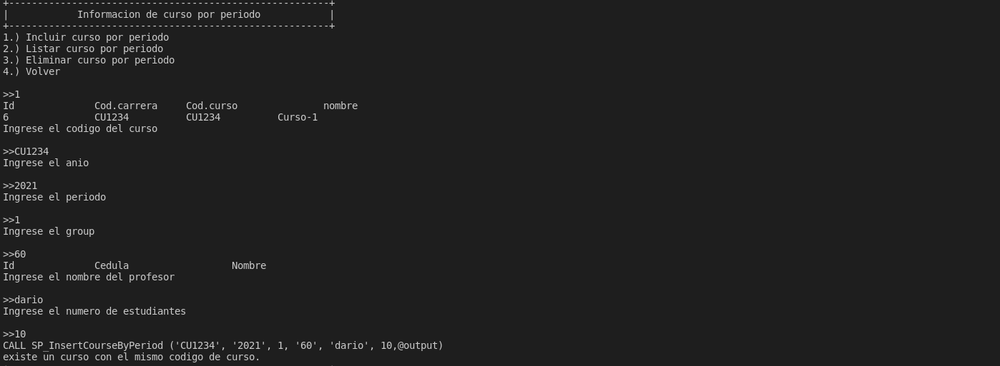 +--------------------------------------------------------+
|            Informacion de curso por periodo            |
+--------------------------------------------------------+
1.) Incluir curso por periodo
2.) Listar curso por periodo
3.) Eliminar curso por periodo
4.) Volver
>>1
Id              Cod.carrera     Cod.curso               nombre
6               CU1234          CU1234          Curso-1
Ingrese el codigo del curso
>>CU1234
Ingrese el anio
>>2021
Ingrese el periodo
>>1
Ingrese el group
>>60
Id              Cedula                  Nombre
Ingrese el nombre del profesor
>>dario
Ingrese el numero de estudiantes
>>10
CALL SP_InsertCourseByPeriod ('CU1234', '2021', 1, '60', 'dario', 10,@output)
existe un curso con el mismo codigo de curso.